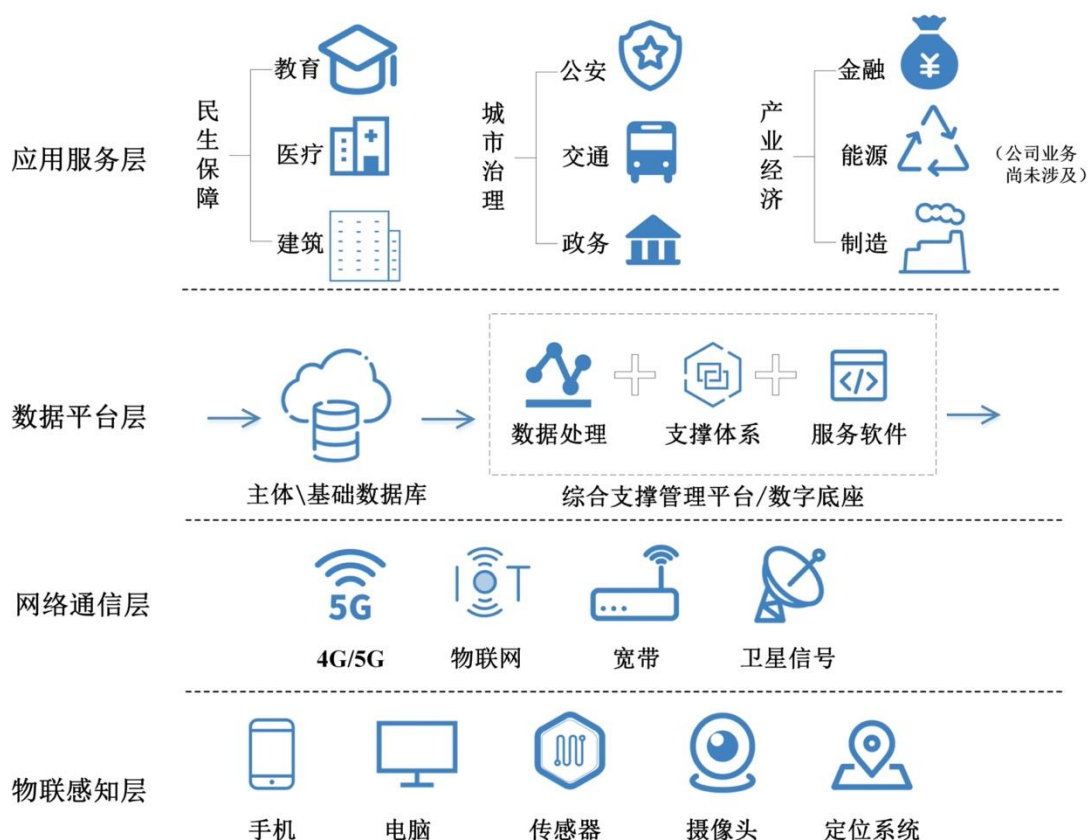 应用服务层
民生保障
教育
医疗
建筑
城市治理
公安
交通
政务
产业经济
金融
¥
能源
制造
（公司业务
尚未涉及）
数据平台层
主体\基础数据库
数据处理
支撑体系
</>
服务软件
综合支撑管理平台/数字底座
网络通信层
5G
4G/5G
I T
物联网
宽带
卫星信号
物联感知层
手机
电脑
传感器
摄像头
定位系统